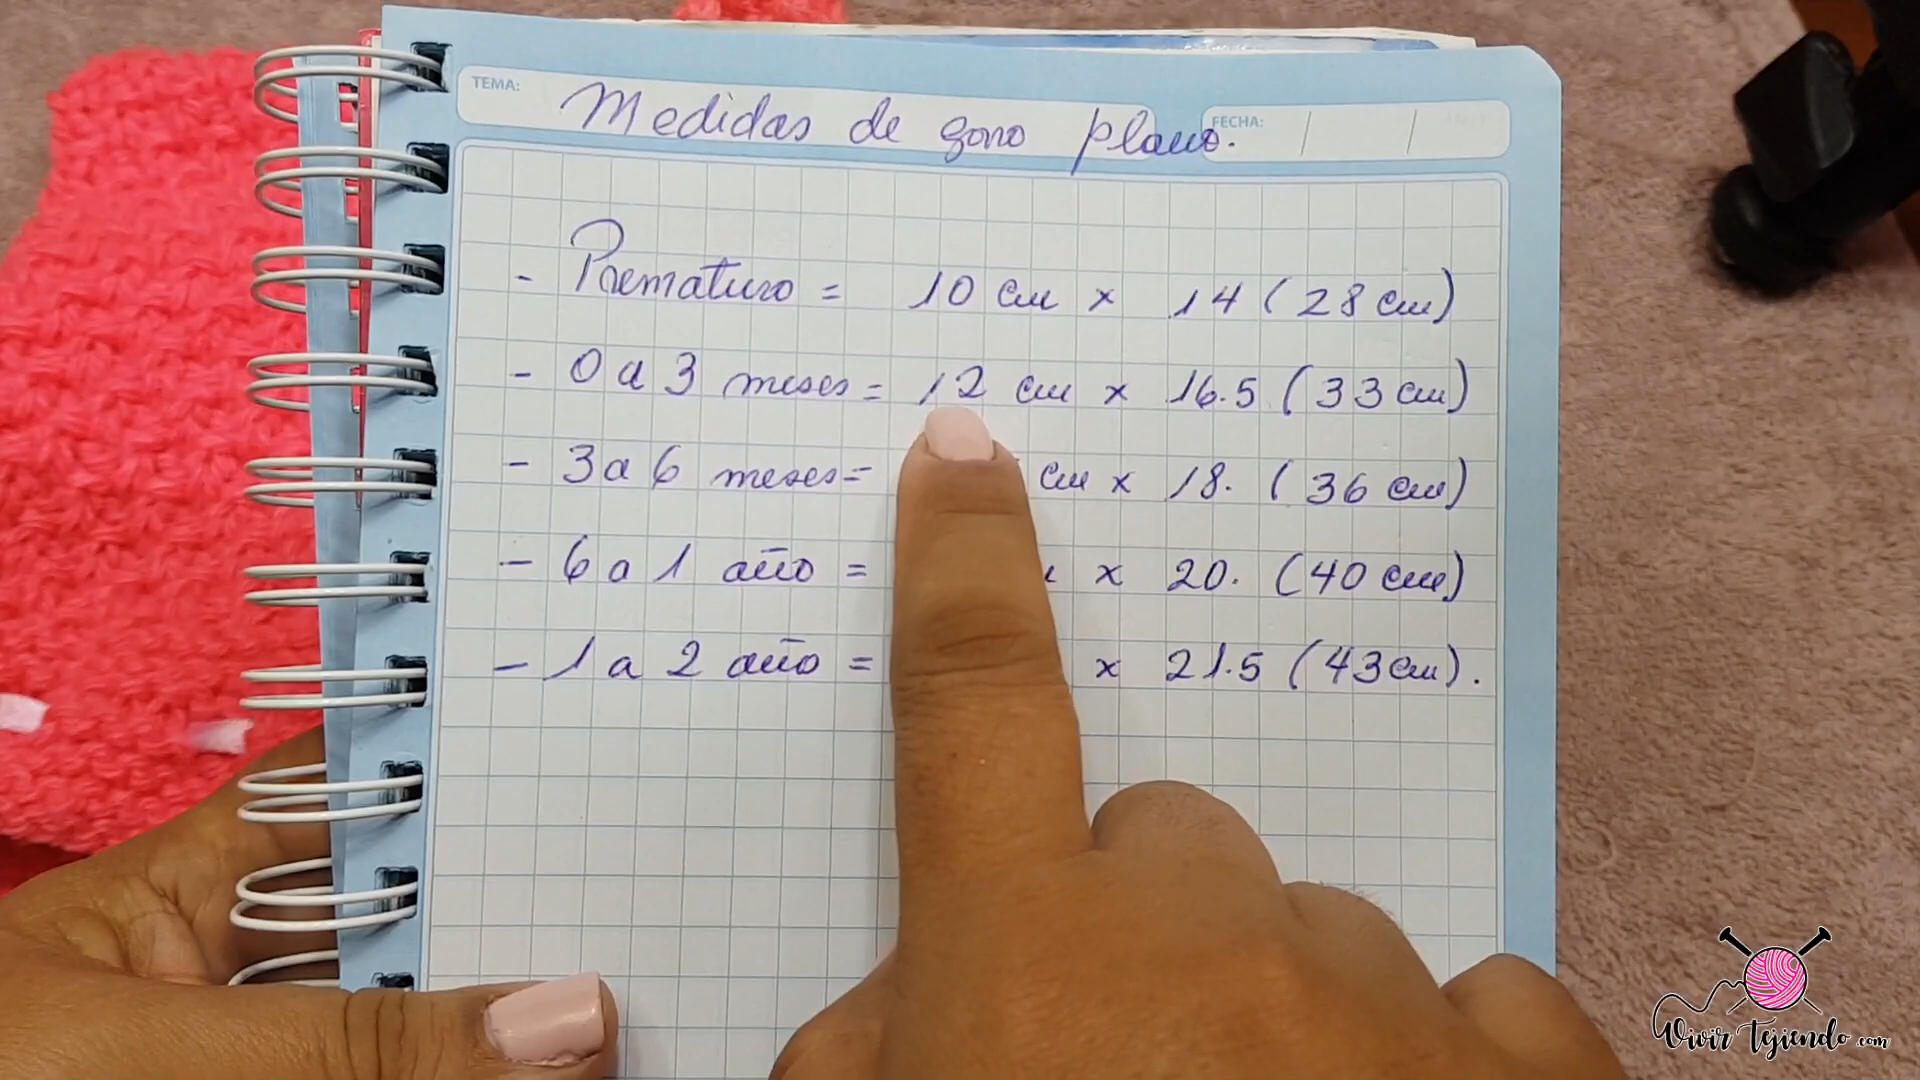 TEMA: Medidas de gorro plano. FECHA:
- Prematuro = 10 cm x 14 (28 cm)
- 0 a 3 meses = 12 cm x 16.5 (33 cm)
- 3 a 6 meses = cm x 18. (36 cm)
- 6 a 1 año = x 20. (40 cm)
- 1 a 2 año = x 21.5 (43 cm).
Vivir Tejiendo.com